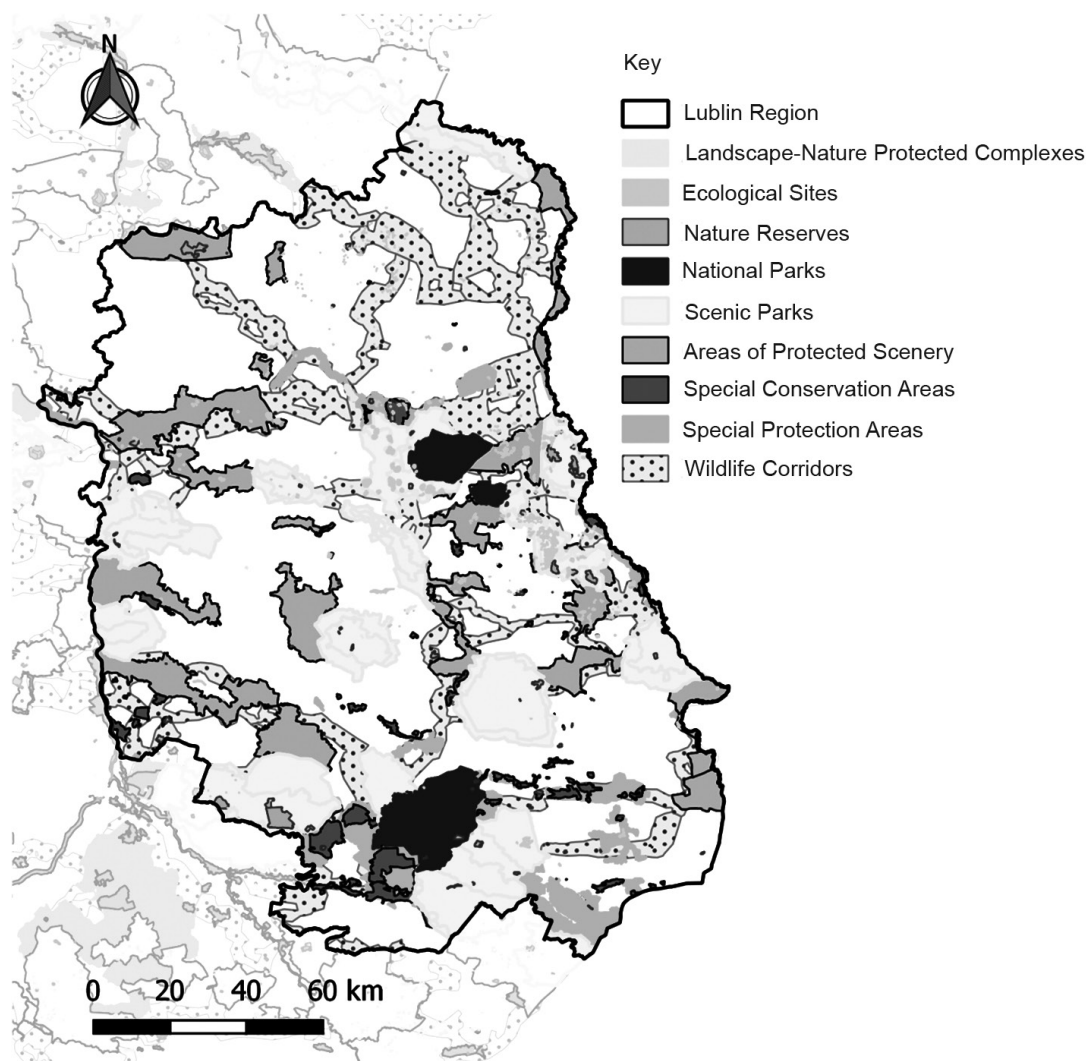 N
Key
Lublin Region
Landscape-Nature Protected Complexes
Ecological Sites
Nature Reserves
National Parks
Scenic Parks
Areas of Protected Scenery
Special Conservation Areas
Special Protection Areas
Wildlife Corridors
0 20 40 60 km